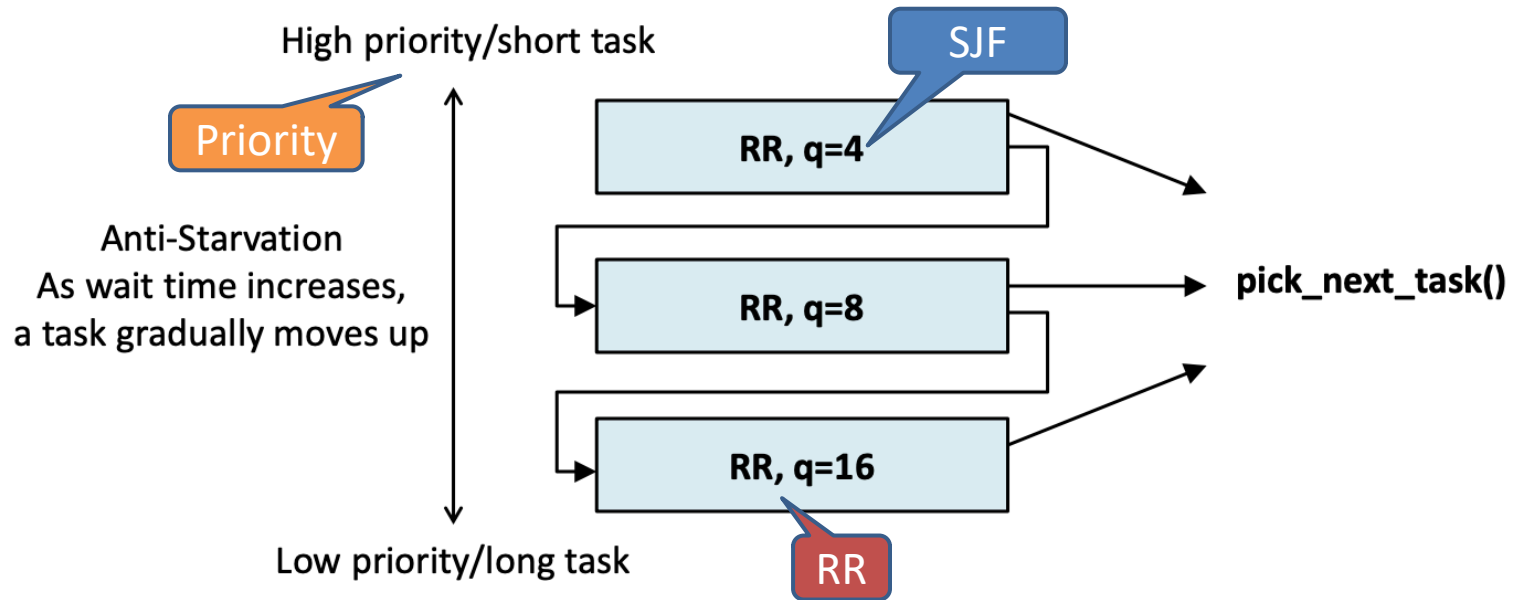 High priority/short task
SJF
Priority
RR, q=4
Anti-Starvation
As wait time increases,
a task gradually moves up
RR, q=8
pick_next_task()
RR, q=16
Low priority/long task
RR